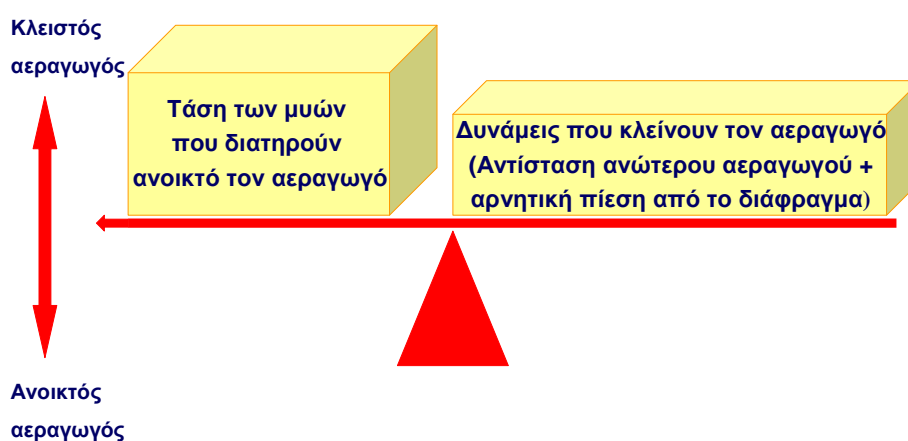 Κλειστός
αεραγωγός
Τάση των μυών
που διατηρούν
ανοικτό τον αεραγωγό
Δυνάμεις που κλείνουν τον αεραγωγό
(Αντίσταση ανώτερου αεραγωγού +
αρνητική πίεση από το διάφραγμα)
Ανοικτός
αεραγωγός